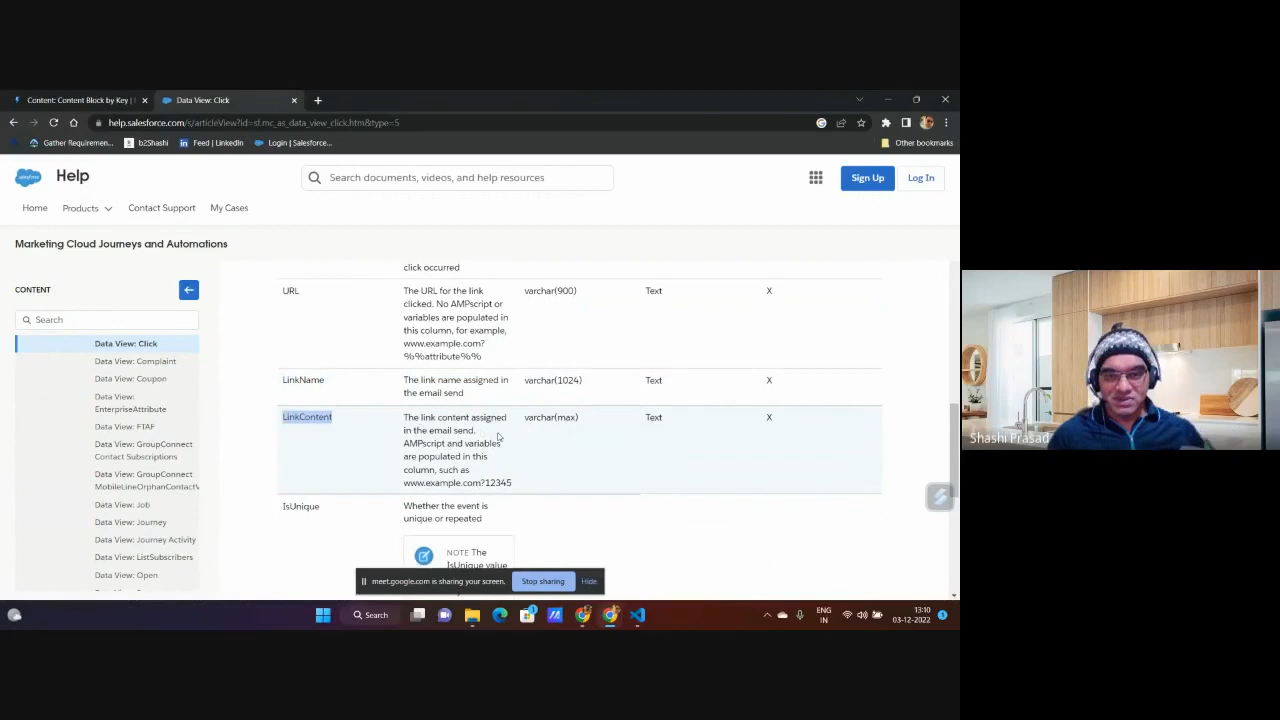 Content: Content Block by Key |
Data View: Click
help.salesforce.com/s/articleView?id=sf.mc_as_data_view_click.htm&type=5
Gather Requiremen...
b2Shashi
Feed | LinkedIn
Login | Salesforce...
Other bookmarks
Help
Search documents, videos, and help resources
Sign Up
Log In
Home
Products
Contact Support
My Cases
Marketing Cloud Journeys and Automations
CONTENT
Search
Data View: Click
Data View: Complaint
Data View: Coupon
Data View:
EnterpriseAttribute
Data View: FTAF
Data View: GroupConnect
Contact Subscriptions
Data View: GroupConnect
MobileLineOrphanContactV
Data View: Job
Data View: Journey
Data View: Journey Activity
Data View: ListSubscribers
Data View: Open
click occurred
URL
The URL for the link
clicked. No AMPscript or
variables are populated in
this column, for example,
www.example.com?
%%attribute%%
varchar(900)
Text
X
LinkName
The link name assigned in
the email send
varchar(1024)
Text
X
LinkContent
The link content assigned
in the email send.
AMPscript and variables
are populated in this
column, such as
www.example.com?12345
varchar(max)
Text
X
IsUnique
Whether the event is
unique or repeated
NOTE The
IsUnique value
meet.google.com is sharing your screen.
Stop sharing
Hide
Search
ENG
IN
13:10
03-12-2022
Shashi Prasad